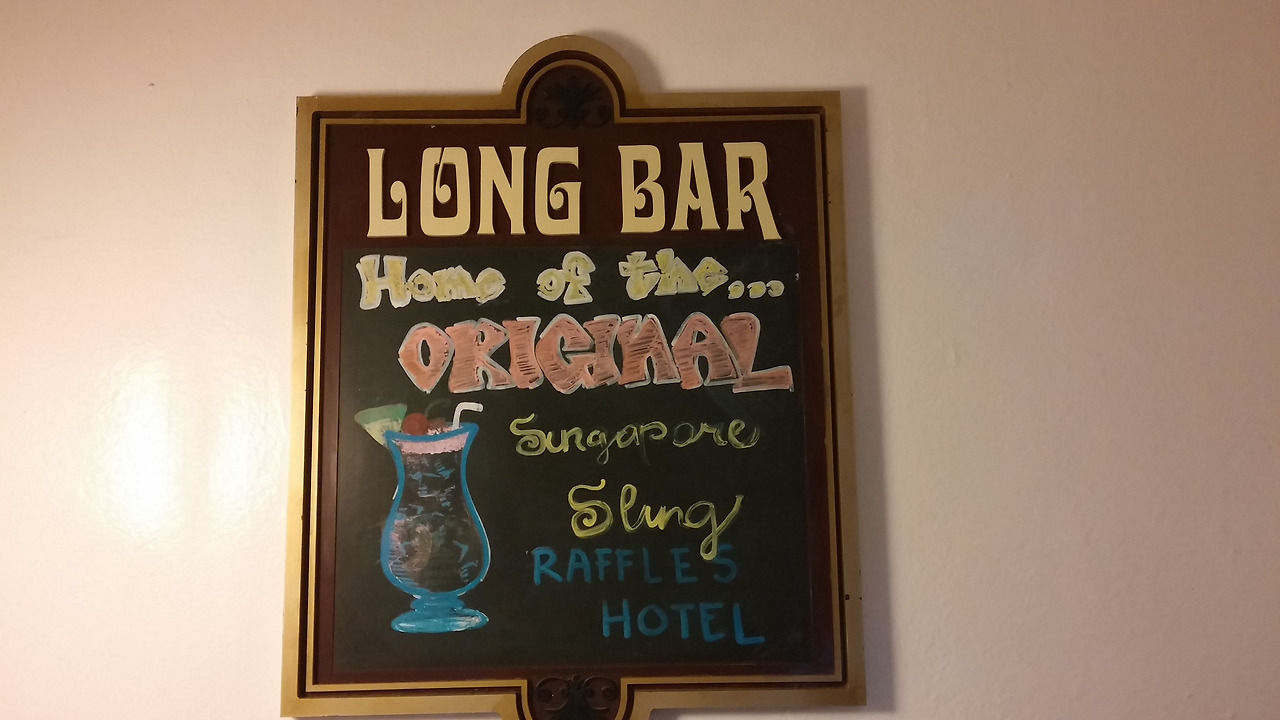 LONG BAR
Home of the...
ORIGINAL
Singapore
Sling
RAFFLES
HOTEL